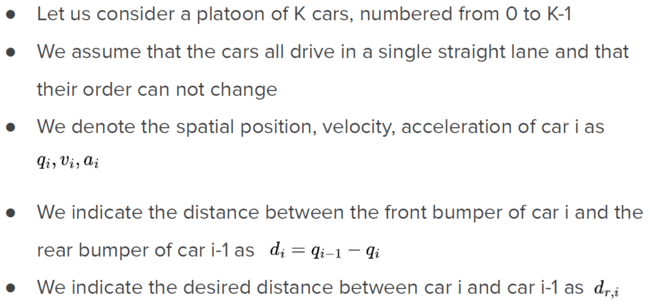 ● Let us consider a platoon of K cars, numbered from 0 to K-1
● We assume that the cars all drive in a single straight lane and that
their order can not change
● We denote the spatial position, velocity, acceleration of car i as
qᵢ, vᵢ, aᵢ
● We indicate the distance between the front bumper of car i and the
rear bumper of car i-1 as dᵢ = qᵢ₋₁ − qᵢ
● We indicate the desired distance between car i and car i-1 as d_{r,i}